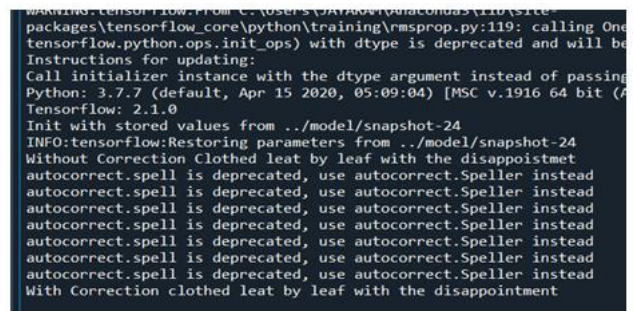 WARNING:tensorflow:From C:\Users\JAYARAM\Anaconda3\lib\site-
packages\tensorflow_core\python\training\rmsprop.py:119: calling One
tensorflow.python.ops.init_ops) with dtype is deprecated and will be
Instructions for updating:
Call initializer instance with the dtype argument instead of passing
Python: 3.7.7 (default, Apr 15 2020, 05:09:04) [MSC v.1916 64 bit (A
Tensorflow: 2.1.0
Init with stored values from ../model/snapshot-24
INFO:tensorflow:Restoring parameters from ../model/snapshot-24
Without Correction Clothed leat by leaf with the disappoistmet
autocorrect.spell is deprecated, use autocorrect.Speller instead
autocorrect.spell is deprecated, use autocorrect.Speller instead
autocorrect.spell is deprecated, use autocorrect.Speller instead
autocorrect.spell is deprecated, use autocorrect.Speller instead
autocorrect.spell is deprecated, use autocorrect.Speller instead
autocorrect.spell is deprecated, use autocorrect.Speller instead
autocorrect.spell is deprecated, use autocorrect.Speller instead
With Correction clothed leat by leaf with the disappointment